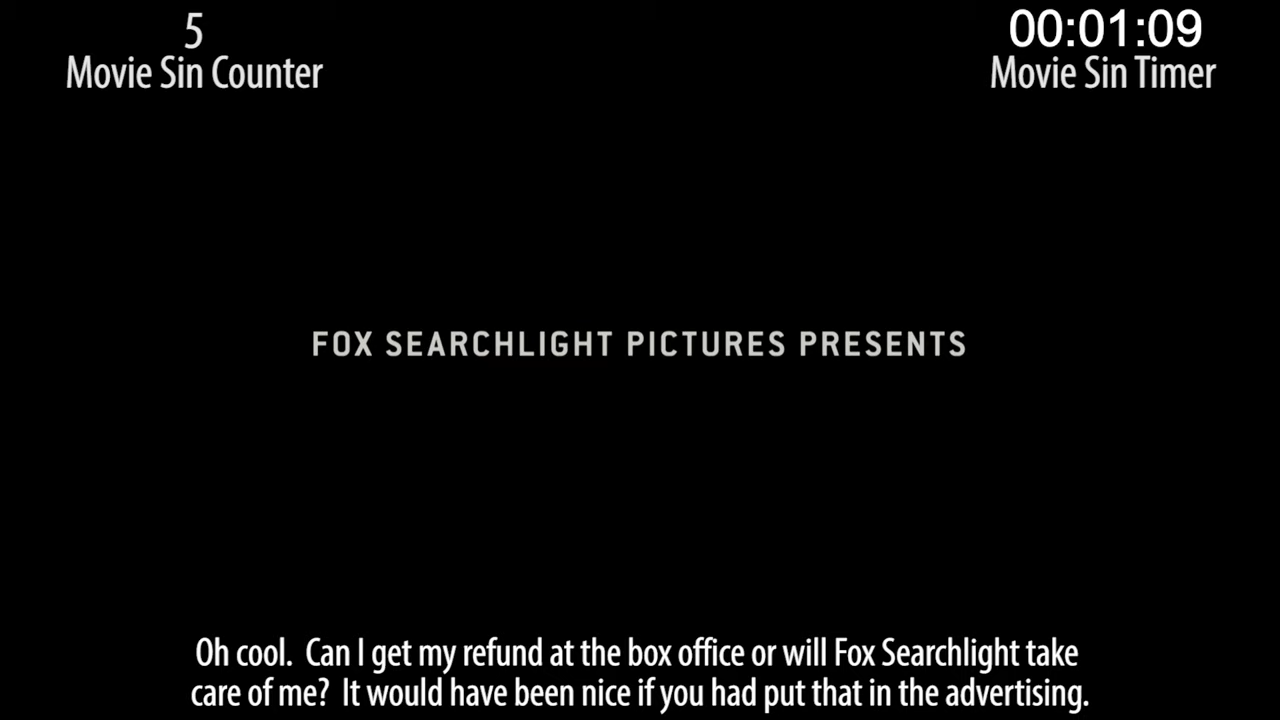 5
Movie Sin Counter
00:01:09
Movie Sin Timer
FOX SEARCHLIGHT PICTURES PRESENTS
Oh cool.  Can I get my refund at the box office or will Fox Searchlight take
care of me?  It would have been nice if you had put that in the advertising.